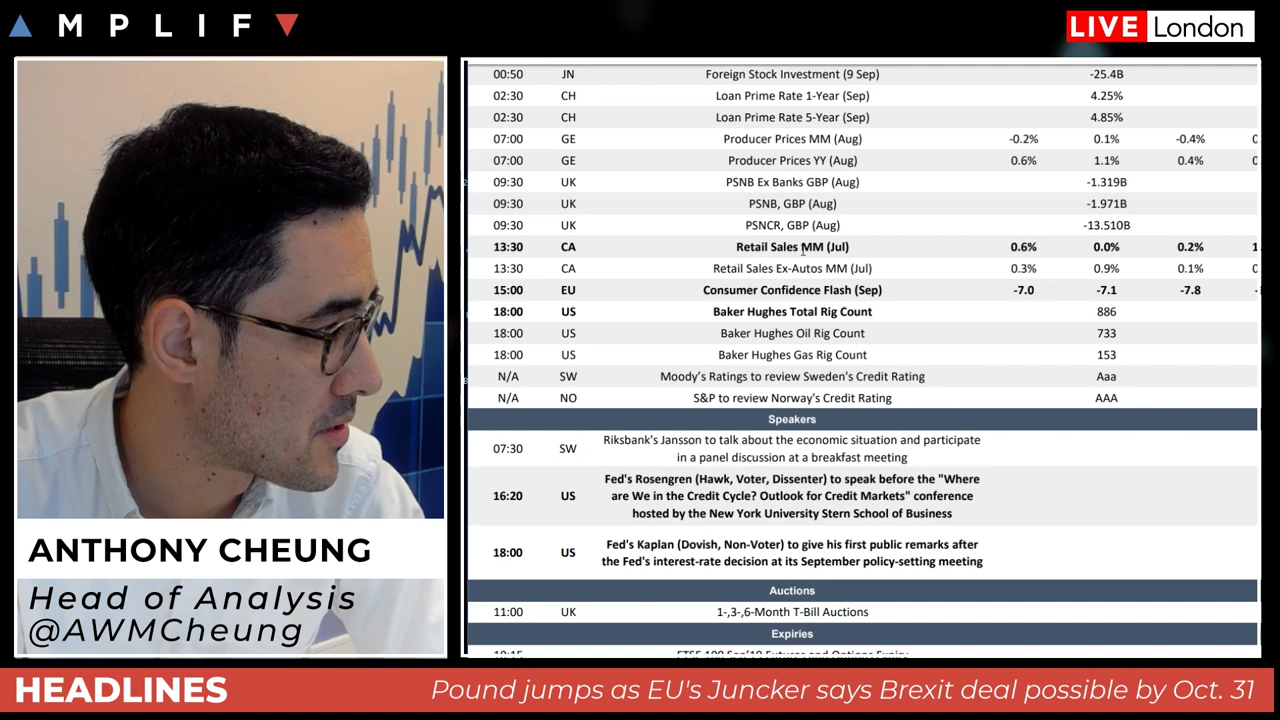 MPLIF
LIVE London
00:50 JN Foreign Stock Investment (9 Sep) -25.4B
02:30 CH Loan Prime Rate 1-Year (Sep) 4.25%
02:30 CH Loan Prime Rate 5-Year (Sep) 4.85%
07:00 GE Producer Prices MM (Aug) -0.2% 0.1% -0.4%
07:00 GE Producer Prices YY (Aug) 0.6% 1.1% 0.4%
09:30 UK PSNB Ex Banks GBP (Aug) -1.319B
09:30 UK PSNB, GBP (Aug) -1.971B
09:30 UK PSNCR, GBP (Aug) -13.510B
13:30 CA Retail Sales MM (Jul) 0.6% 0.0% 0.2%
13:30 CA Retail Sales Ex-Autos MM (Jul) 0.3% 0.9% 0.1%
15:00 EU Consumer Confidence Flash (Sep) -7.0 -7.1 -7.8
18:00 US Baker Hughes Total Rig Count 886
18:00 US Baker Hughes Oil Rig Count 733
18:00 US Baker Hughes Gas Rig Count 153
N/A SW Moody's Ratings to review Sweden's Credit Rating Aaa
N/A NO S&P to review Norway's Credit Rating AAA
Speakers
07:30 SW Riksbank's Jansson to talk about the economic situation and participate
in a panel discussion at a breakfast meeting
16:20 US Fed's Rosengren (Hawk, Voter, Dissenter) to speak before the "Where
are We in the Credit Cycle? Outlook for Credit Markets" conference
hosted by the New York University Stern School of Business
18:00 US Fed's Kaplan (Dovish, Non-Voter) to give his first public remarks after
the Fed's interest-rate decision at its September policy-setting meeting
Auctions
11:00 UK 1-,3-,6-Month T-Bill Auctions
Expiries
ANTHONY CHEUNG
Head of Analysis
@AWMCheung
HEADLINES Pound jumps as EU's Juncker says Brexit deal possible by Oct. 31